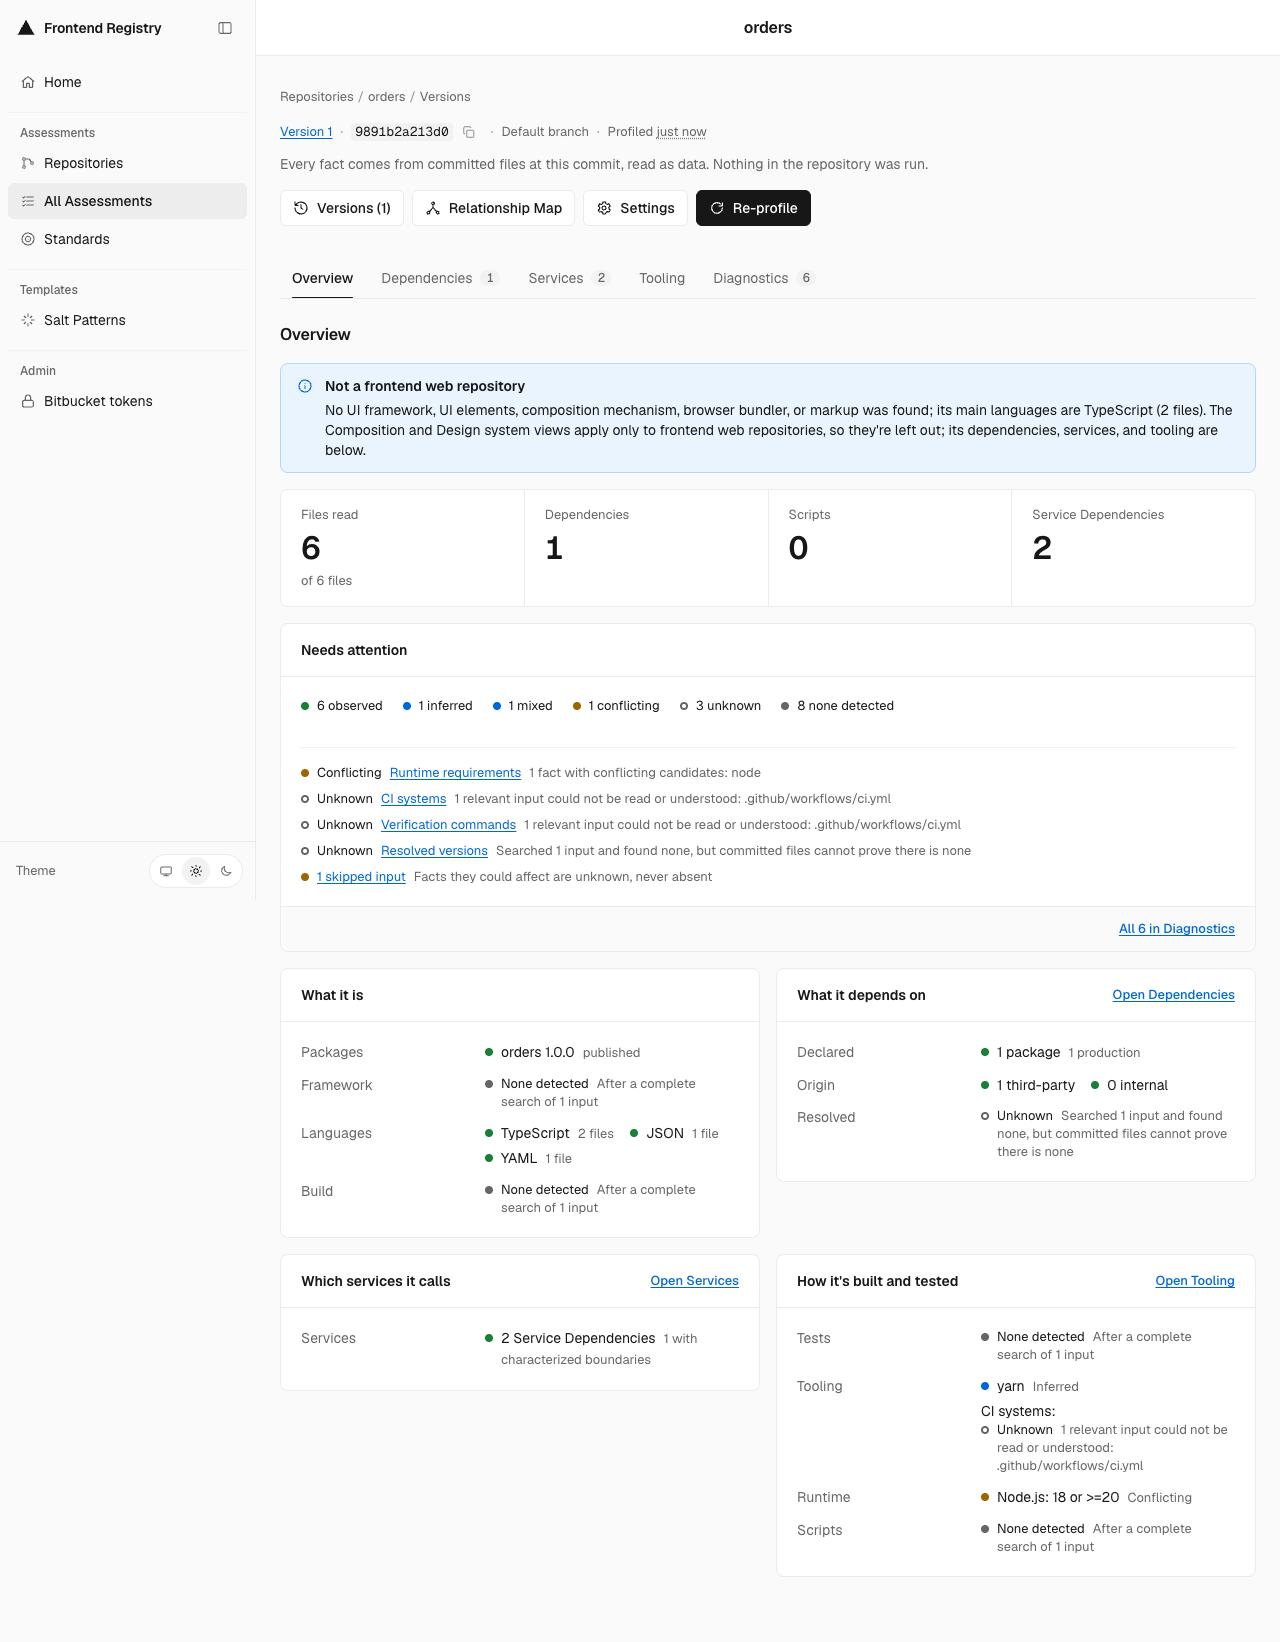 Frontend Registry
orders
Home
Assessments
Repositories
All Assessments
Standards
Templates
Salt Patterns
Admin
Bitbucket tokens
Theme
Repositories / orders / Versions
Version 1 · 9891b2a213d0 · Default branch · Profiled just now
Every fact comes from committed files at this commit, read as data. Nothing in the repository was run.
Versions (1) Relationship Map Settings Re-profile
Overview Dependencies 1 Services 2 Tooling Diagnostics 6
Overview
Not a frontend web repository
No UI framework, UI elements, composition mechanism, browser bundler, or markup was found; its main languages are TypeScript (2 files). The
Composition and Design system views apply only to frontend web repositories, so they're left out; its dependencies, services, and tooling are
below.
Files read
6
of 6 files
Dependencies
1
Scripts
0
Service Dependencies
2
Needs attention
6 observed 1 inferred 1 mixed 1 conflicting 3 unknown 8 none detected
Conflicting Runtime requirements 1 fact with conflicting candidates: node
Unknown CI systems 1 relevant input could not be read or understood: .github/workflows/ci.yml
Unknown Verification commands 1 relevant input could not be read or understood: .github/workflows/ci.yml
Unknown Resolved versions Searched 1 input and found none, but committed files cannot prove there is none
1 skipped input Facts they could affect are unknown, never absent
All 6 in Diagnostics
What it is
Packages orders 1.0.0 published
Framework None detected After a complete
search of 1 input
Languages TypeScript 2 files JSON 1 file
YAML 1 file
Build None detected After a complete
search of 1 input
What it depends on Open Dependencies
Declared 1 package 1 production
Origin 1 third-party 0 internal
Resolved Unknown Searched 1 input and found
none, but committed files cannot prove
there is none
Which services it calls Open Services
Services 2 Service Dependencies 1 with
characterized boundaries
How it's built and tested Open Tooling
Tests None detected After a complete
search of 1 input
Tooling yarn Inferred
CI systems:
Unknown 1 relevant input could not be
read or understood:
.github/workflows/ci.yml
Runtime Node.js: 18 or >=20 Conflicting
Scripts None detected After a complete
search of 1 input